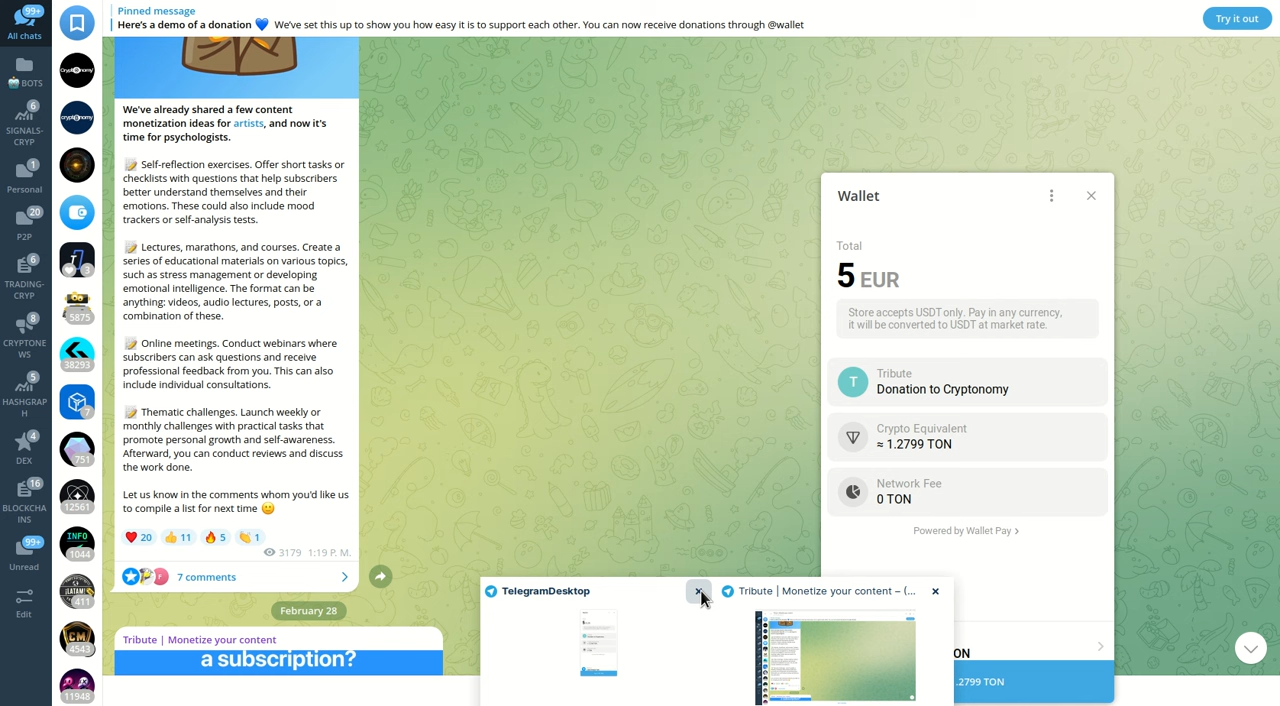 99+
All chats
BOTS
6
SIGNALS-
CRYP
1
Personal
20
P2P
6
TRADING-
CRYP
8
CRYPTONE
WS
5
HASHGRAP
H
4
DEX
16
BLOCKCHA
INS
99+
Unread
Edit
CRYPTONOMY
cryptonomy
3
5875
38293
7
751
12561
INFO
1044
¡LATAM!
411
CM
4543
11948
Pinned message
Here's a demo of a donation 💙 We've set this up to show you how easy it is to support each other. You can now receive donations through @wallet
Try it out
We've already shared a few content
monetization ideas for artists, and now it's
time for psychologists.
📝 Self-reflection exercises. Offer short tasks or
checklists with questions that help subscribers
better understand themselves and their
emotions. These could also include mood
trackers or self-analysis tests.
📝 Lectures, marathons, and courses. Create a
series of educational materials on various topics,
such as stress management or developing
emotional intelligence. The format can be
anything: videos, audio lectures, posts, or a
combination of these.
📝 Online meetings. Conduct webinars where
subscribers can ask questions and receive
professional feedback from you. This can also
include individual consultations.
📝 Thematic challenges. Launch weekly or
monthly challenges with practical tasks that
promote personal growth and self-awareness.
Afterward, you can conduct reviews and discuss
the work done.
Let us know in the comments whom you'd like us
to compile a list for next time 🙂
❤️ 20 👍 11 🔥 5 👏 1
3179 1:19 P. M.
7 comments
February 28
Tribute | Monetize your content
a subscription?
Wallet
Total
5 EUR
Store accepts USDT only. Pay in any currency,
it will be converted to USDT at market rate.
T
Tribute
Donation to Cryptonomy
Crypto Equivalent
≈ 1.2799 TON
Network Fee
0 TON
Powered by Wallet Pay
ON
.2799 TON
TelegramDesktop
Tribute | Monetize your content – (...